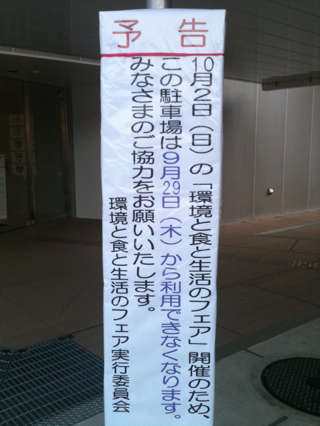 予告
10月2日(日)の「環境と食と生活のフェア」開催のため、
この駐車場は9月29日(木)から利用できなくなります。
みなさまのご協力をお願いいたします。
環境と食と生活のフェア実行委員会